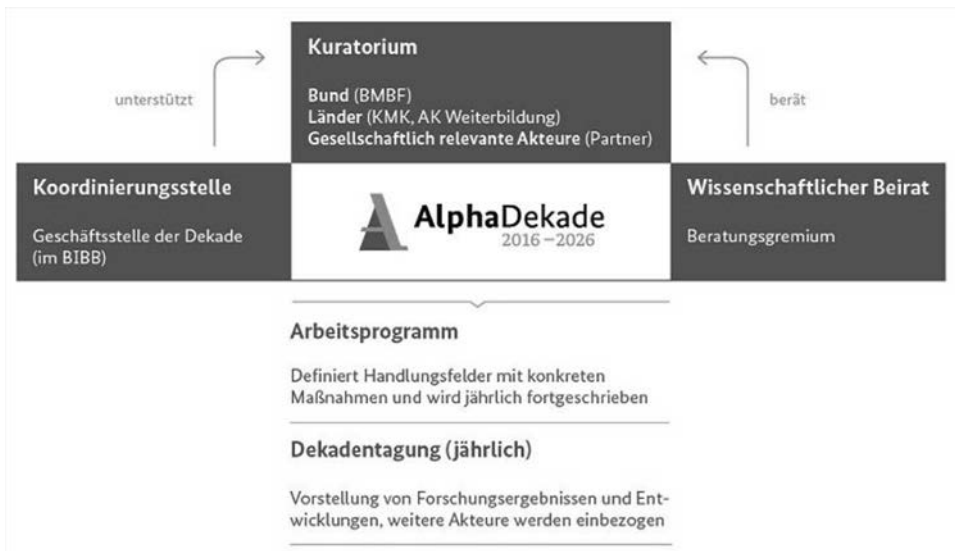 Kuratorium
Bund (BMBF)
Länder (KMK, AK Weiterbildung)
Gesellschaftlich relevante Akteure (Partner)
unterstützt
berät
Koordinierungsstelle
Geschäftsstelle der Dekade
(im BIBB)
AlphaDekade
2016–2026
Wissenschaftlicher Beirat
Beratungsgremium
Arbeitsprogramm
Definiert Handlungsfelder mit konkreten
Maßnahmen und wird jährlich fortgeschrieben
Dekadentagung (jährlich)
Vorstellung von Forschungsergebnissen und Ent-
wicklungen, weitere Akteure werden einbezogen